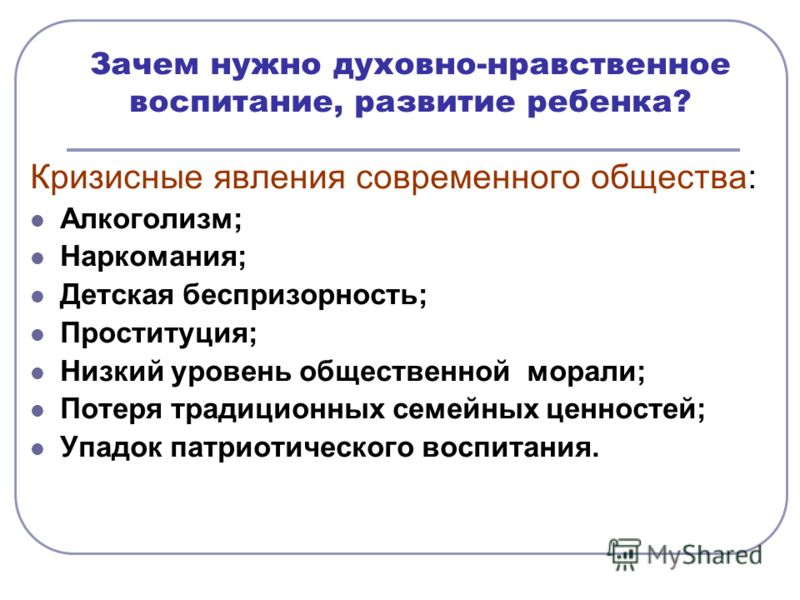 Зачем нужно духовно-нравственное
воспитание, развитие ребенка?
Кризисные явления современного общества:
Алкоголизм;
Наркомания;
Детская беспризорность;
Проституция;
Низкий уровень общественной морали;
Потеря традиционных семейных ценностей;
Упадок патриотического воспитания.
MyShared